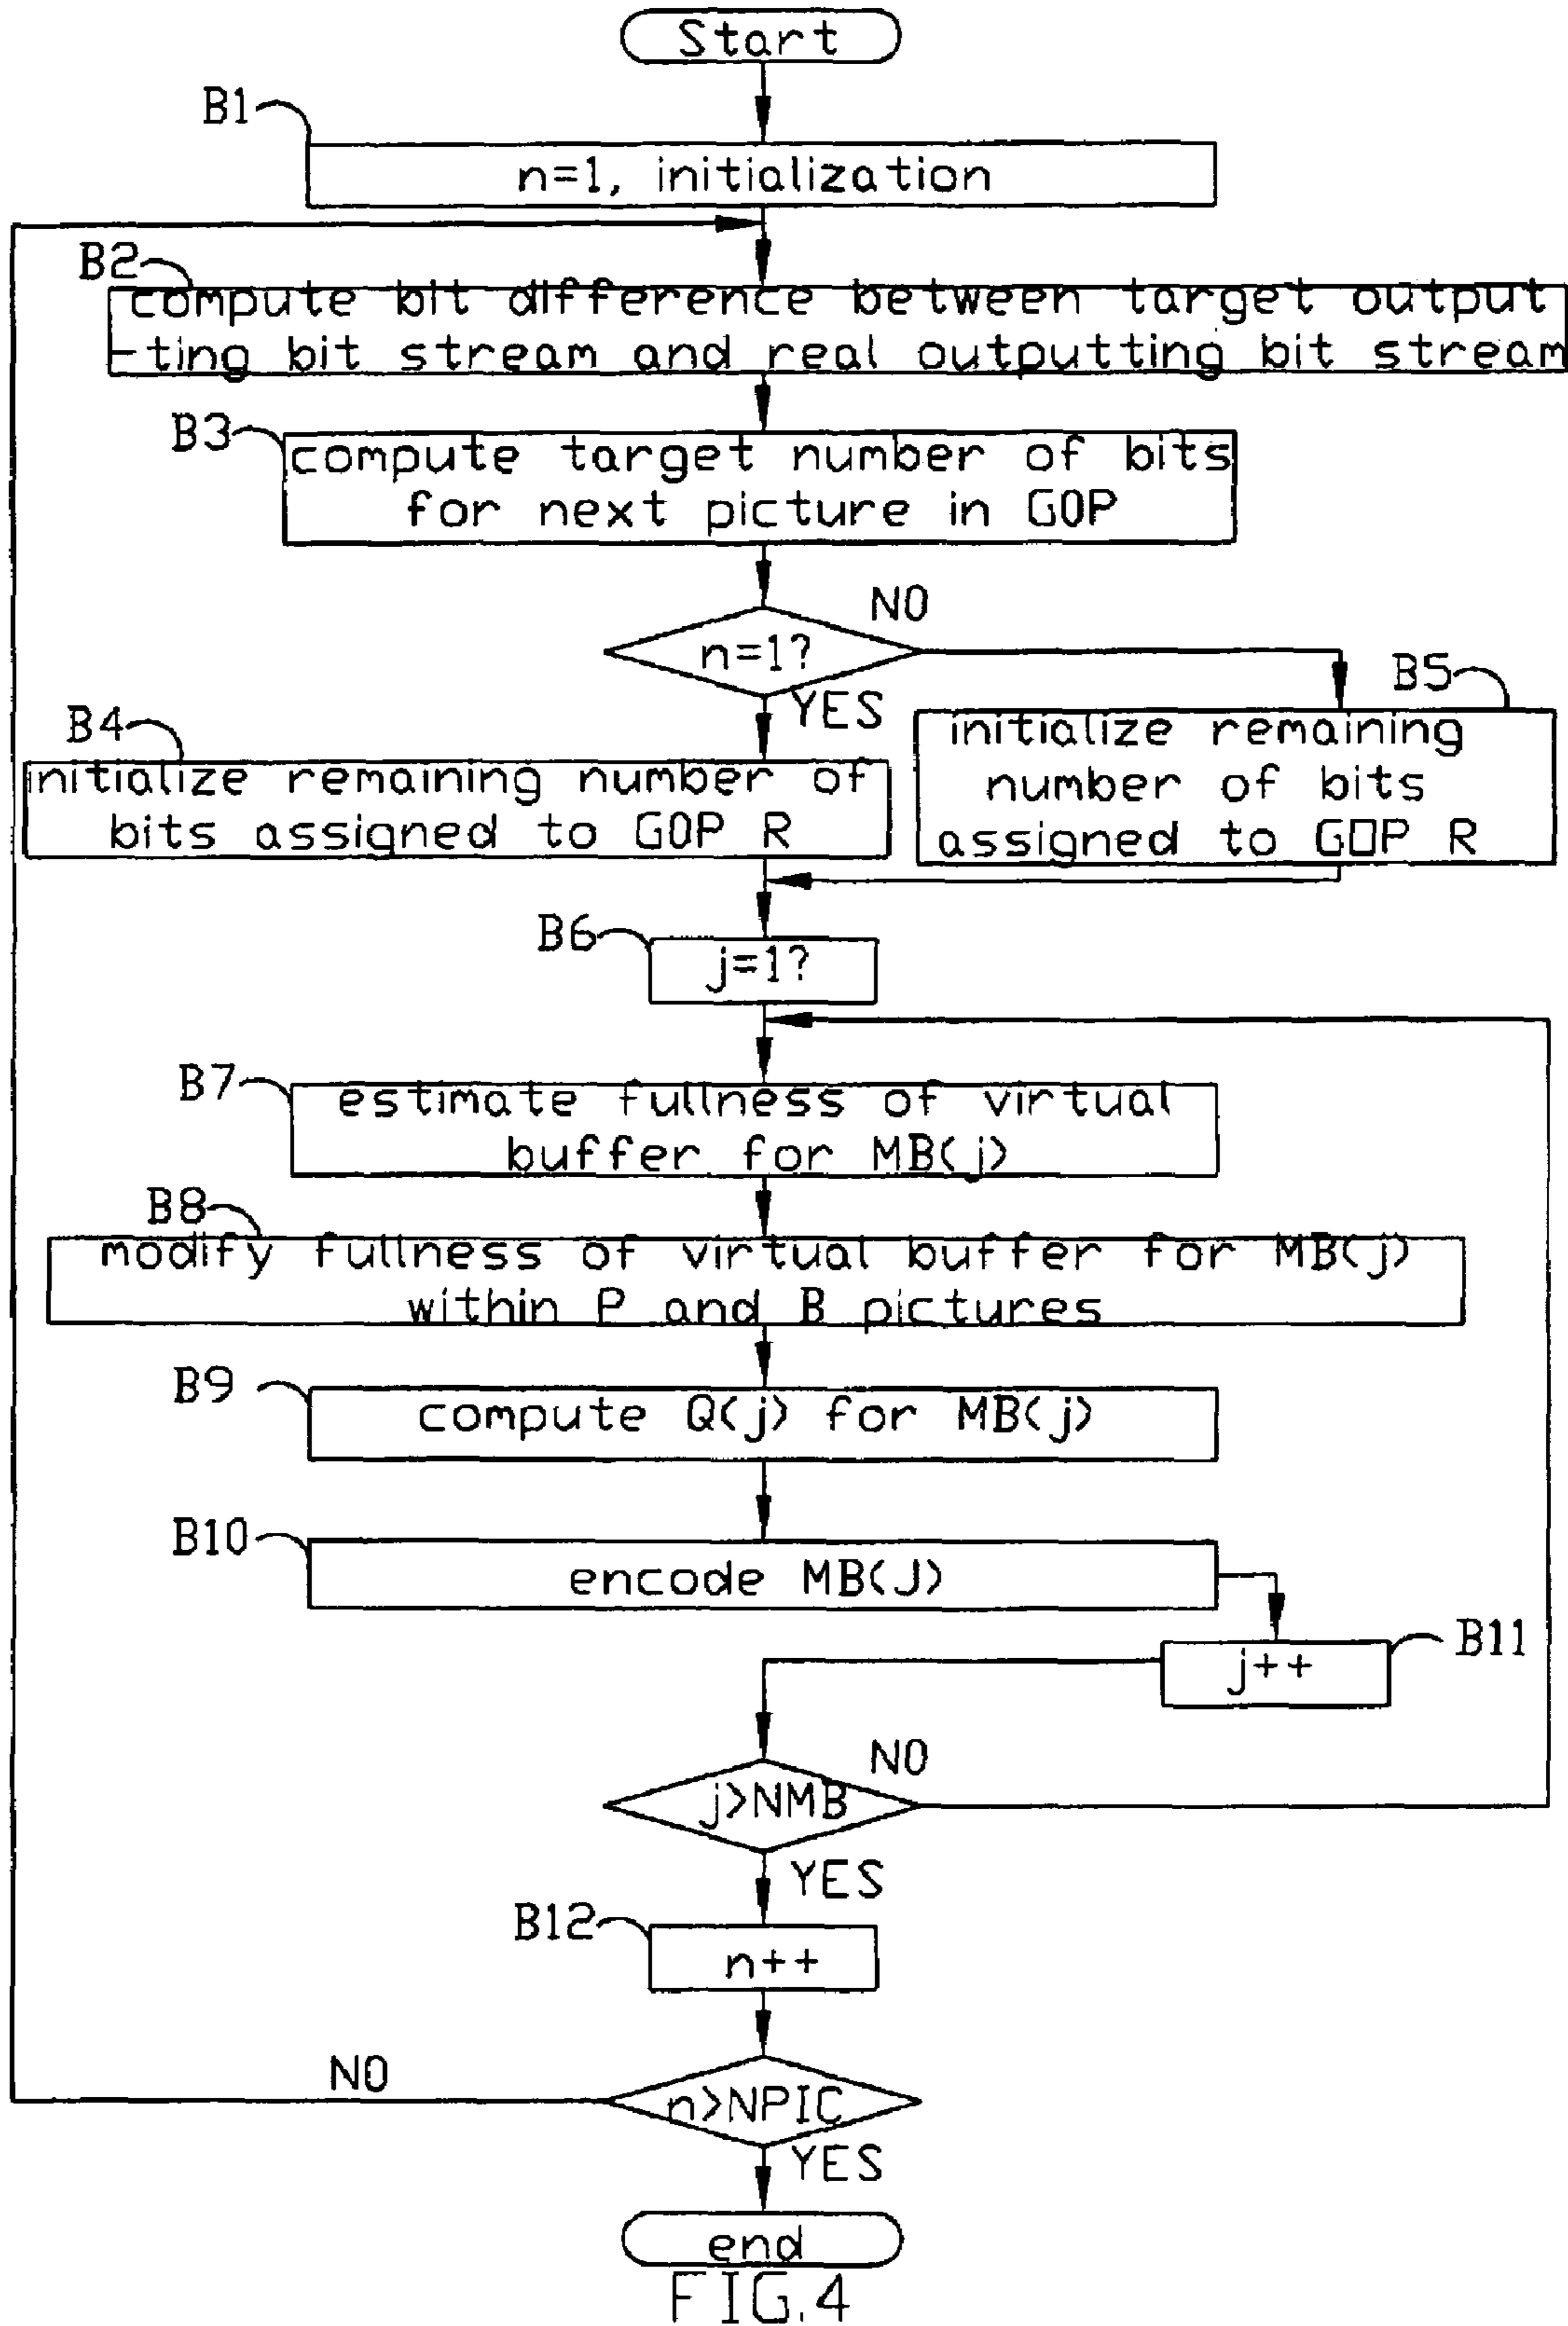 Start
B1
n=1, initialization
B2
compute bit difference between target output
-ting bit stream and real outputting bit stream
B3
compute target number of bits
for next picture in GOP
NO
n=1?
YES
B4
initialize remaining number of
bits assigned to GOP R
B5
initialize remaining
number of bits
assigned to GOP R
B6
j=1?
B7
estimate fullness of virtual
buffer for MB(j)
B8
modify fullness of virtual buffer for MB(j)
within P and B pictures
B9
compute Q(j) for MB(j)
B10
encode MB(J)
B11
j++
NO
j>NMB
YES
B12
n++
NO
n>NPIC
YES
end
FIG.4